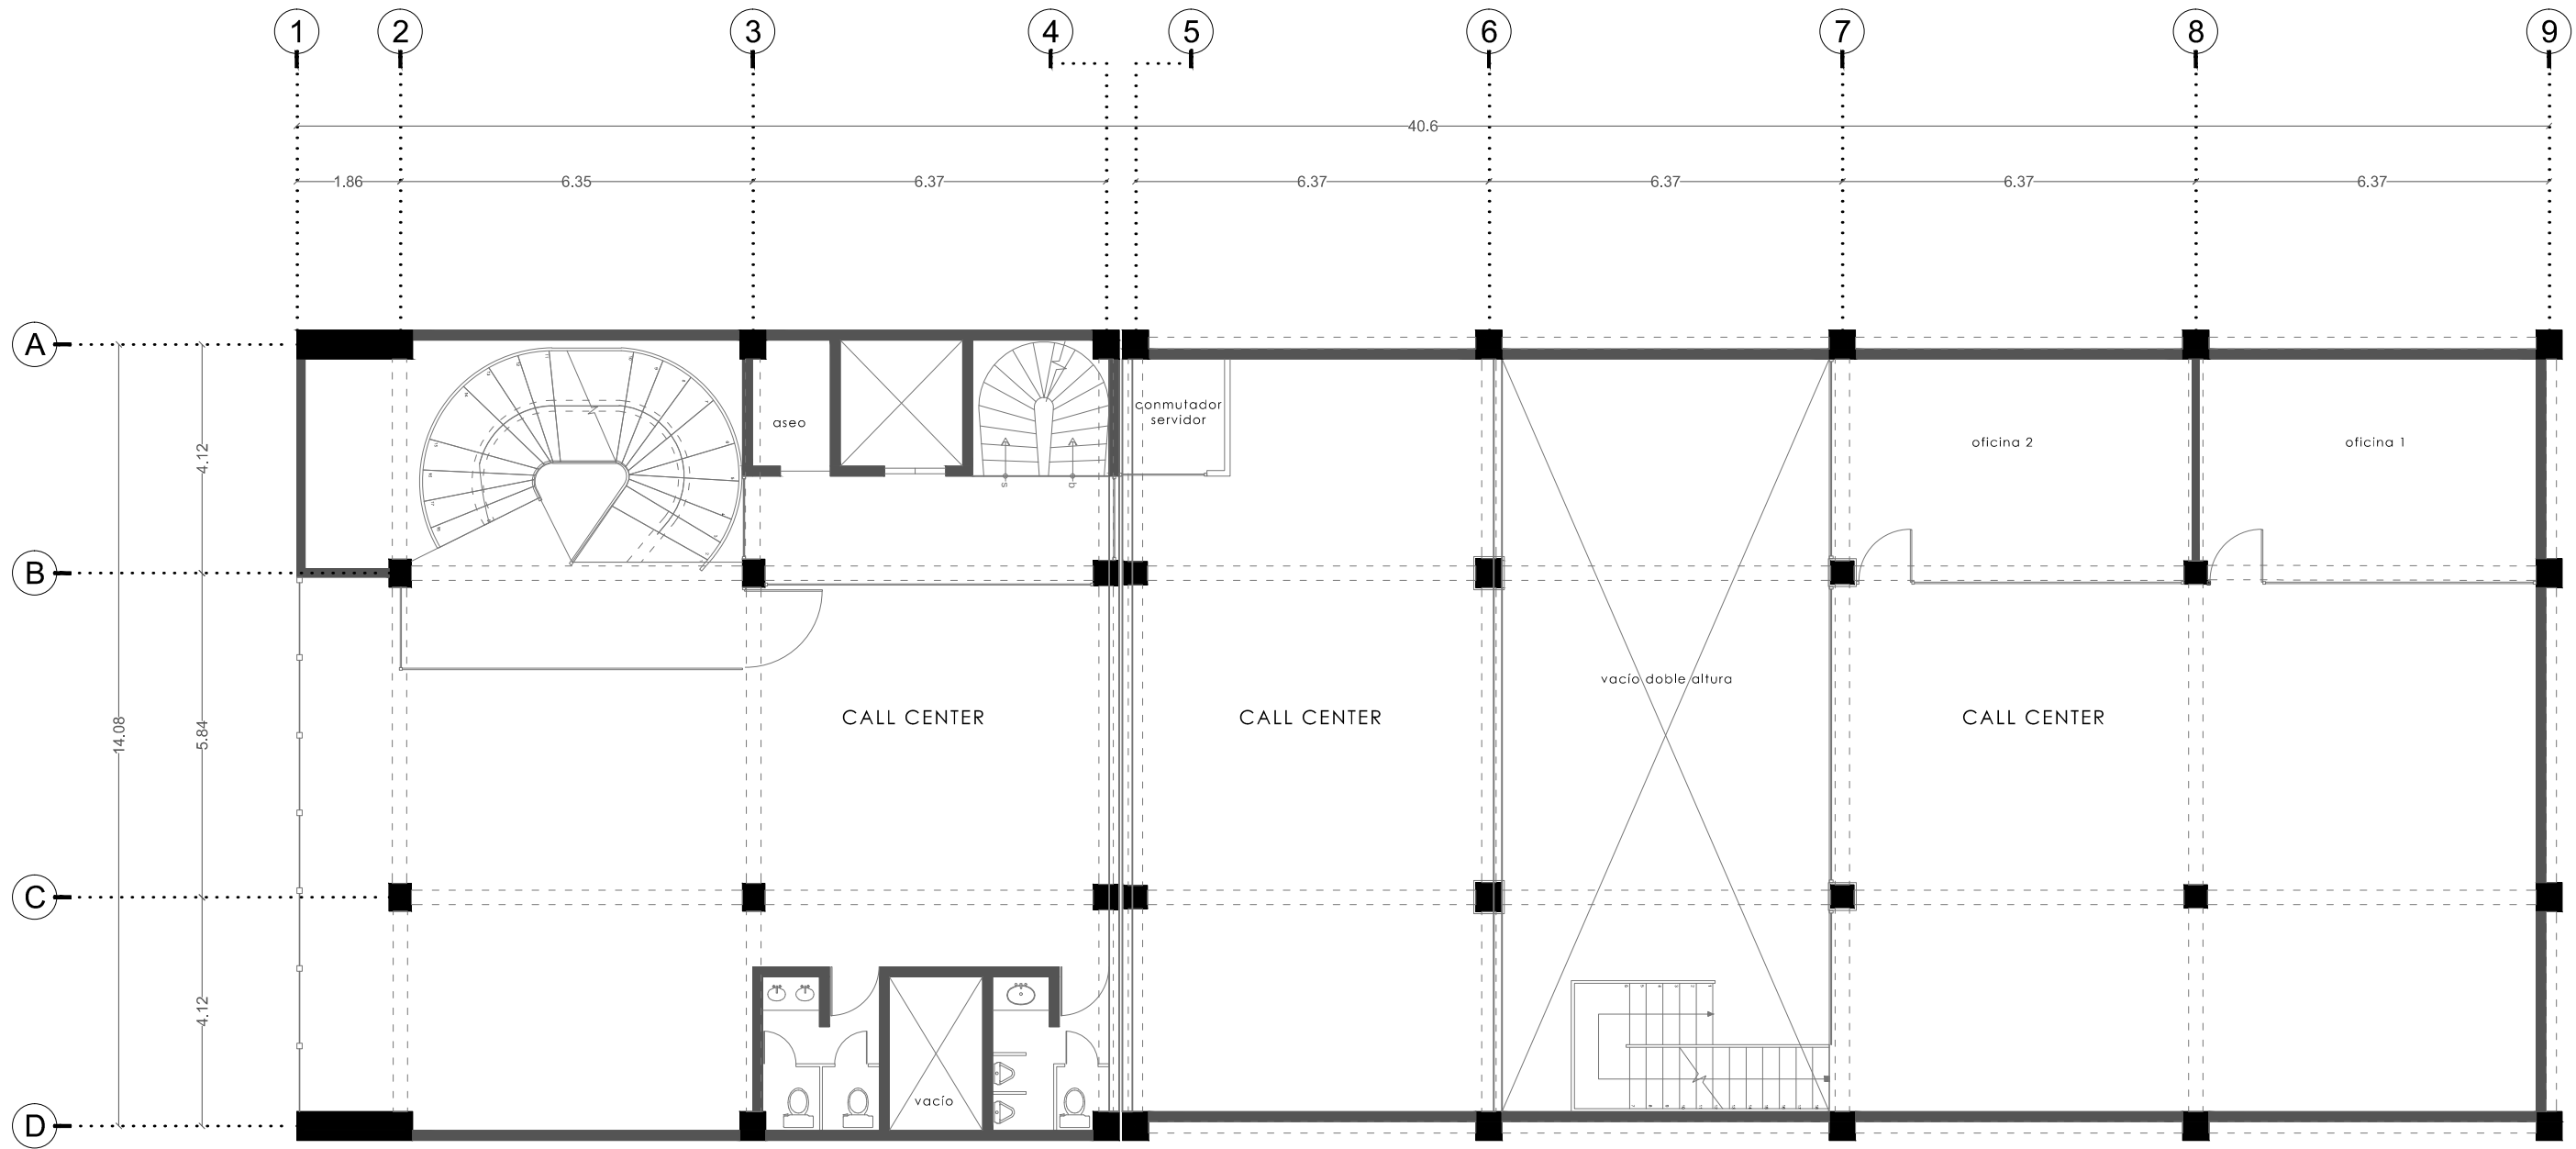 1 2 3 4 5 6 7 8 9
40.6
1.86 6.35 6.37 6.37 6.37 6.37 6.37
A
B
C
D
14.08
4.12
5.84
4.12
aseo
conmutador
servidor
s b
oficina 2
oficina 1
vacío doble altura
CALL CENTER CALL CENTER CALL CENTER
vacío